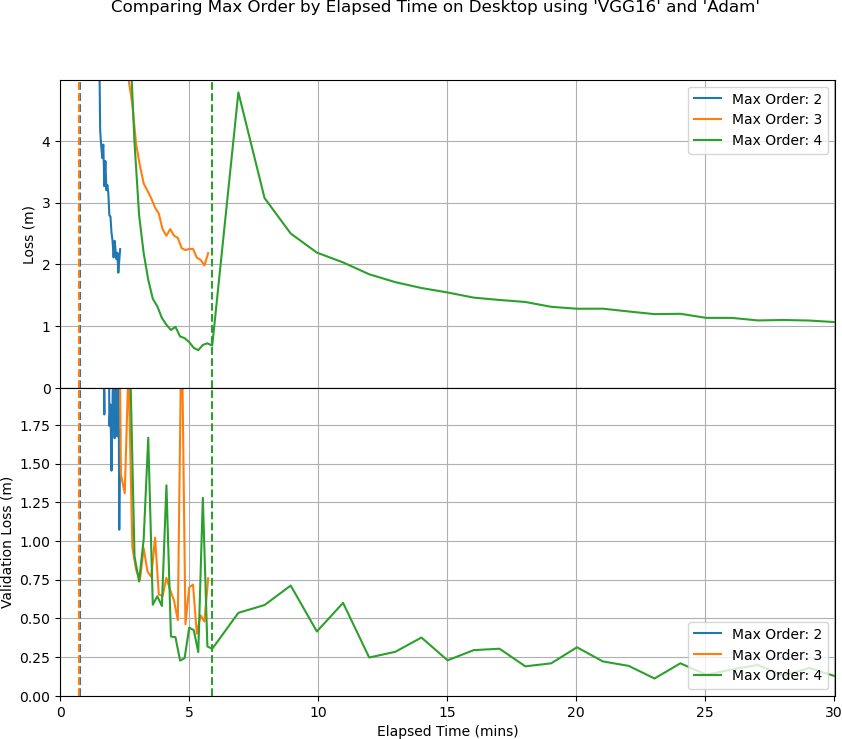 Comparing Max Order by Elapsed Time on Desktop using 'VGG16' and 'Adam'
Loss (m)
4
3
2
1
0
Max Order: 2
Max Order: 3
Max Order: 4
Validation Loss (m)
1.75
1.50
1.25
1.00
0.75
0.50
0.25
0.00
Max Order: 2
Max Order: 3
Max Order: 4
0 5 10 15 20 25 30
Elapsed Time (mins)